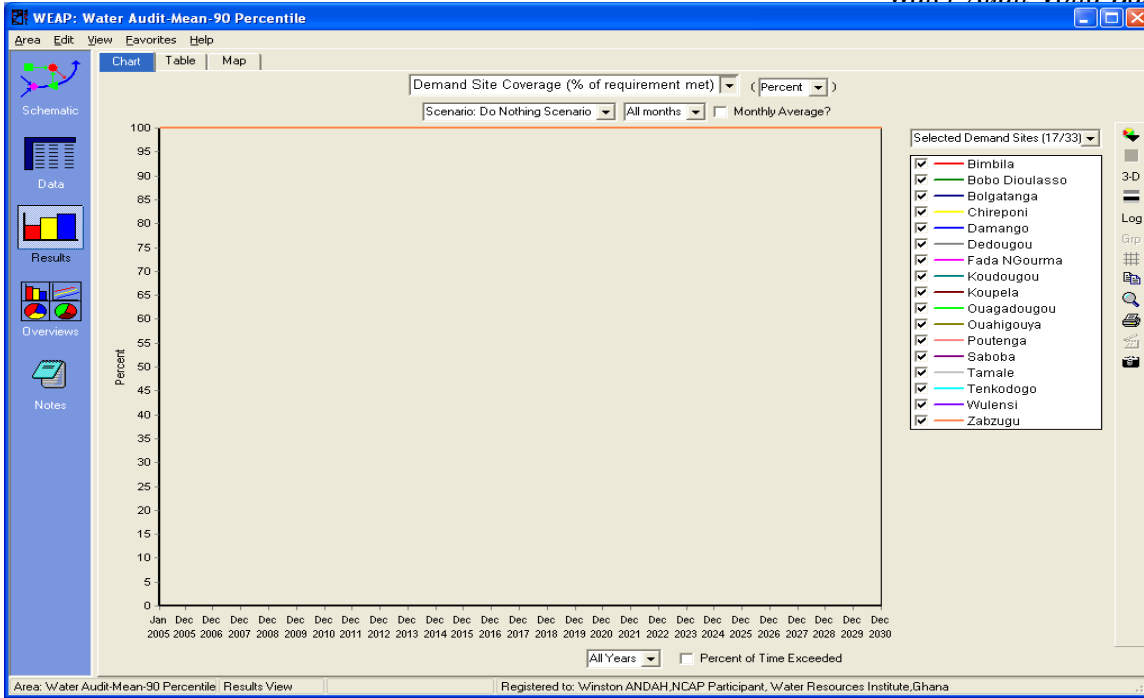 WEAP: Water Audit-Mean-90 Percentile
Area Edit View Favorites Help
Chart Table Map
Demand Site Coverage (% of requirement met) ( Percent )
Scenario: Do Nothing Scenario All months Monthly Average?
Schematic
Data
Results
Overviews
Notes
Percent
100
95
90
85
80
75
70
65
60
55
50
45
40
35
30
25
20
15
10
5
0
Jan Dec Dec Dec Dec Dec Dec Dec Dec Dec Dec Dec Dec Dec Dec Dec Dec Dec Dec Dec Dec Dec Dec Dec Dec Dec Dec
2005 2005 2006 2007 2008 2009 2010 2011 2012 2013 2014 2015 2016 2017 2018 2019 2020 2021 2022 2023 2024 2025 2026 2027 2028 2029 2030
Selected Demand Sites (17/33)
Bimbila
Bobo Dioulasso
Bolgatanga
Chireponi
Damango
Dedougou
Fada NGourma
Koudougou
Koupela
Ouagadougou
Ouahigouya
Poutenga
Saboba
Tamale
Tenkodogo
Wulensi
Zabzugu
3-D
Log
Grp
All Years Percent of Time Exceeded
Area: Water Audit-Mean-90 Percentile Results View Registered to: Winston ANDAH,NCAP Participant, Water Resources Institute,Ghana